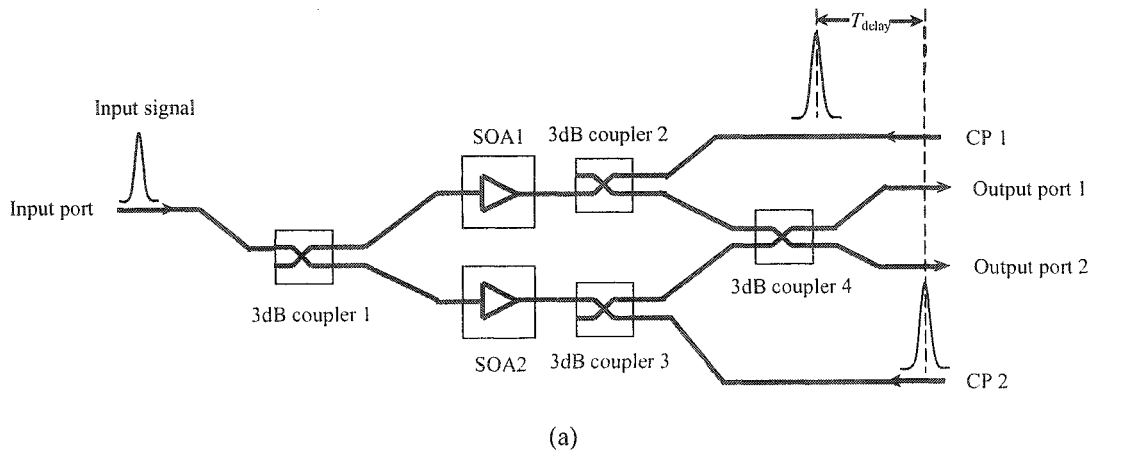 T_delay
Input signal
SOA1
3dB coupler 2
CP 1
Input port
Output port 1
Output port 2
3dB coupler 1
3dB coupler 4
SOA2
3dB coupler 3
CP 2
(a)